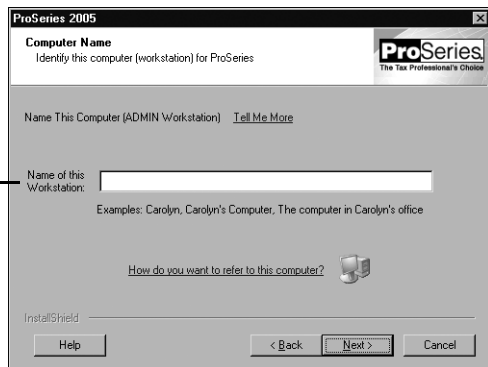 ProSeries 2005
Computer Name
Identify this computer (workstation) for ProSeries
ProSeries.
The Tax Professional's Choice
Name This Computer (ADMIN Workstation) Tell Me More
Name of this
Workstation:
Examples: Carolyn, Carolyn's Computer, The computer in Carolyn's office
How do you want to refer to this computer?
InstallShield
Help < Back Next > Cancel